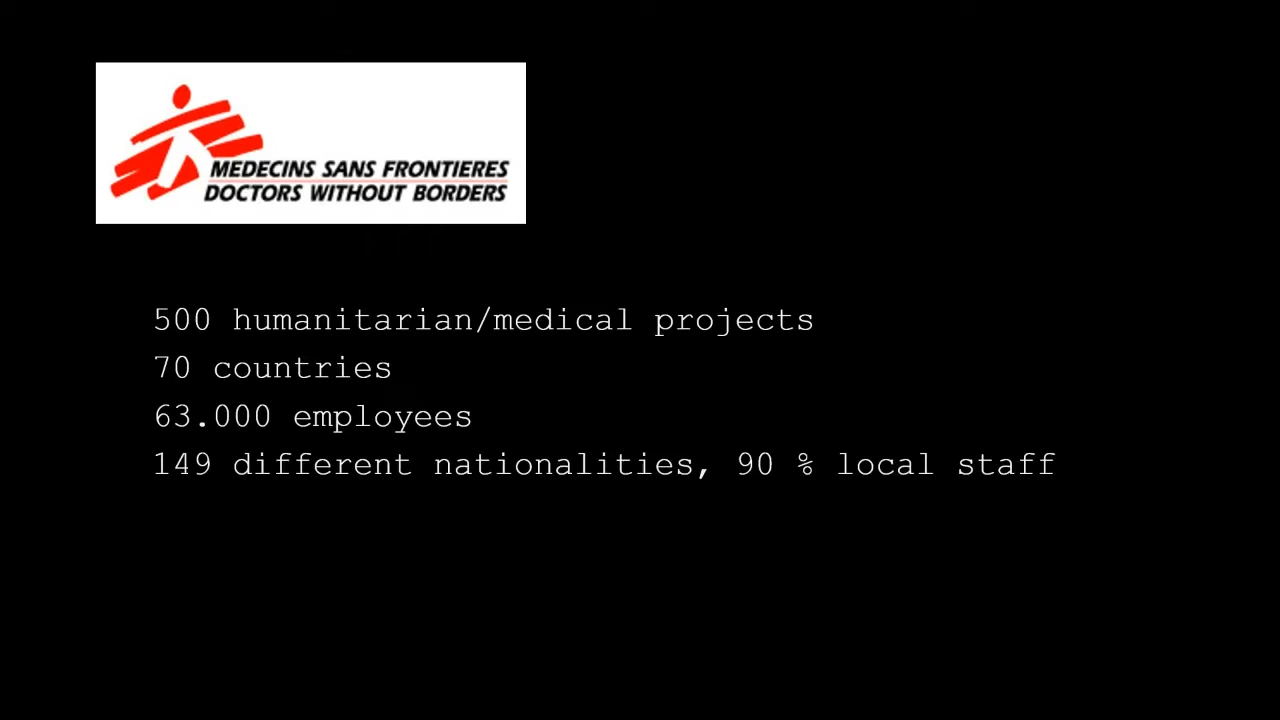 MEDECINS SANS FRONTIERES
DOCTORS WITHOUT BORDERS
500 humanitarian/medical projects
70 countries
63.000 employees
149 different nationalities, 90 % local staff